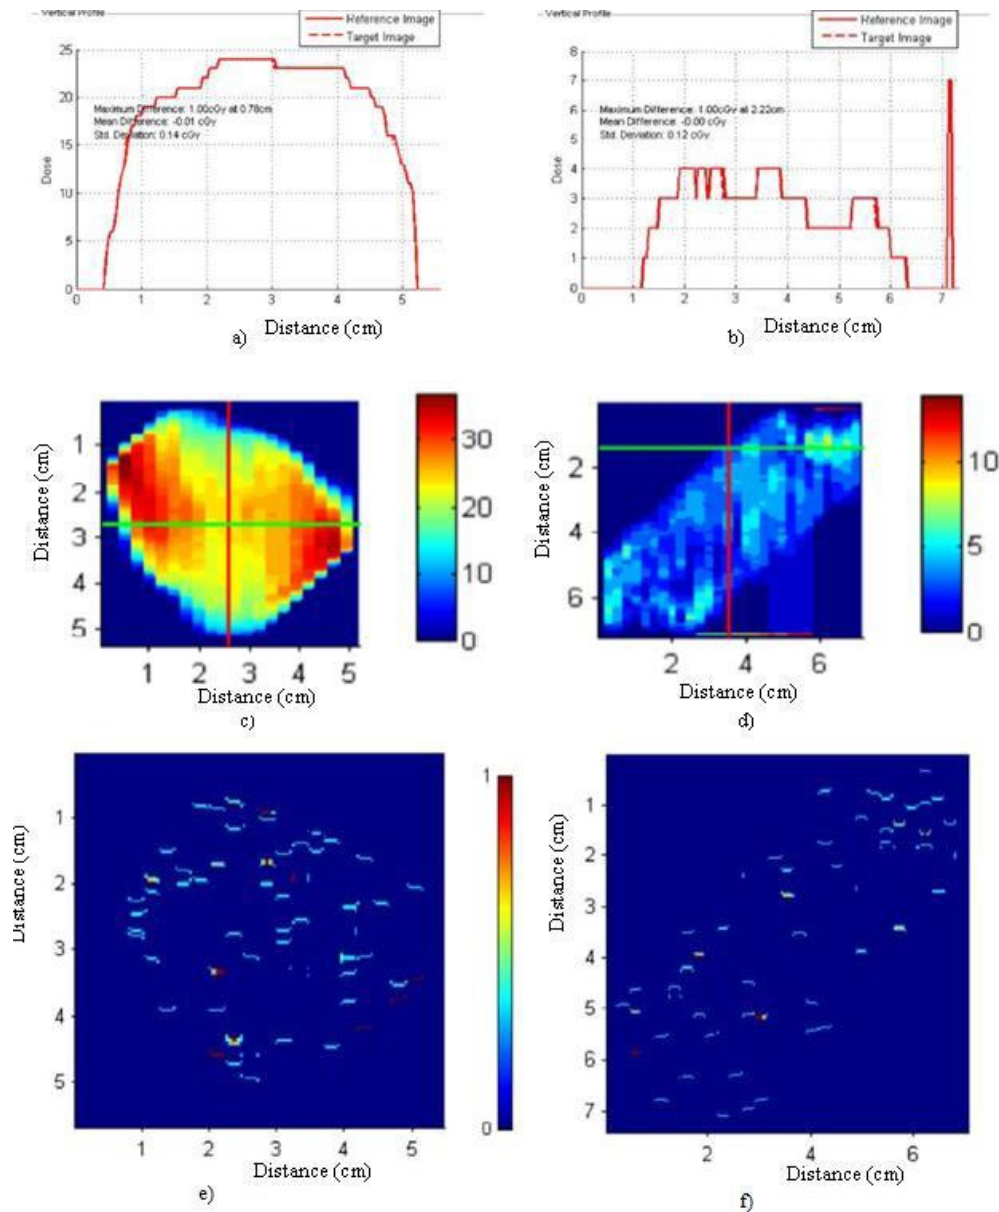 Vertical Profile
Reference Image
Target Image
25
20
15
10
5
0
Maximum Difference: 1.00cGy at 0.78cm
Mean Difference: -0.01 cGy
Std. Deviation: 0.14 cGy
Dose
0 1 2 3 4 5
Distance (cm)
a)
Vertical Profile
Reference Image
Target Image
8
7
6
5
4
3
2
1
0
Maximum Difference: 1.00cGy at 2.22cm
Mean Difference: -0.00 cGy
Std. Deviation: 0.12 cGy
Dose
0 1 2 3 4 5 6 7
Distance (cm)
b)
Distance (cm)
1
2
3
4
5
1 2 3 4 5
Distance (cm)
c)
30
20
10
0
Distance (cm)
2
4
6
2 4 6
Distance (cm)
d)
10
5
0
Distance (cm)
1
2
3
4
5
1 2 3 4 5
Distance (cm)
e)
1
0
Distance (cm)
1
2
3
4
5
6
7
2 4 6
Distance (cm)
f)